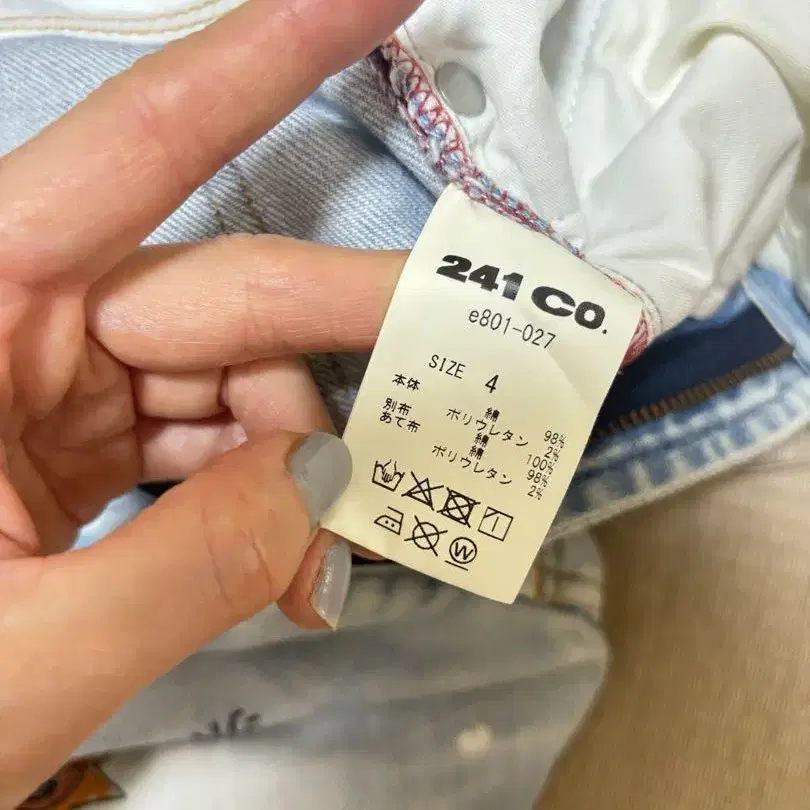 241 CO.
e801-027
SIZE 4
本体 綿 98%
ポリウレタン 2%
別布 綿 100%
あて布 綿 98%
ポリウレタン 2%
W